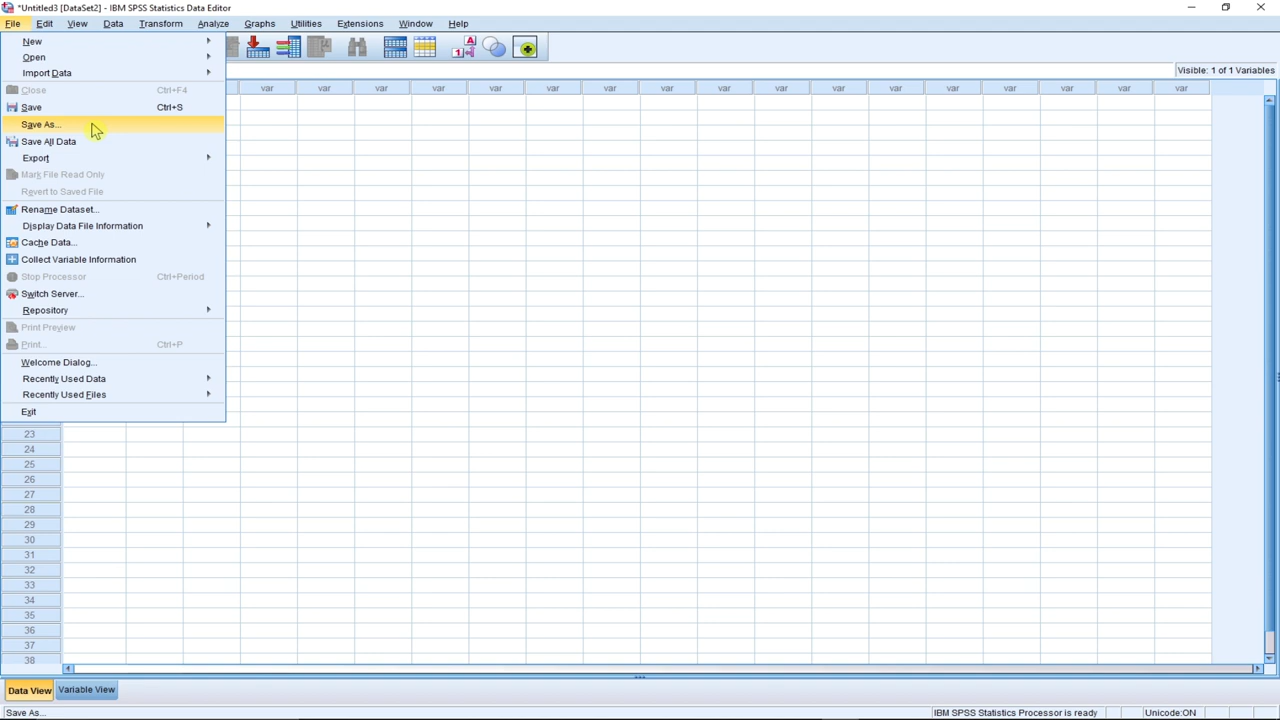 *Untitled3 [DataSet2] - IBM SPSS Statistics Data Editor
File Edit View Data Transform Analyze Graphs Utilities Extensions Window Help
New
Open
Import Data
Visible: 1 of 1 Variables
Close Ctrl+F4
var var var var var var var var var var var var var var var var var
Save Ctrl+S
Save As...
Save All Data
Export
Mark File Read Only
Revert to Saved File
Rename Dataset...
Display Data File Information
Cache Data...
Collect Variable Information
Stop Processor Ctrl+Period
Switch Server...
Repository
Print Preview
Print... Ctrl+P
Welcome Dialog...
Recently Used Data
Recently Used Files
Exit
23
24
25
26
27
28
29
30
31
32
33
34
35
36
37
38
Data View Variable View
Save As... IBM SPSS Statistics Processor is ready Unicode:ON